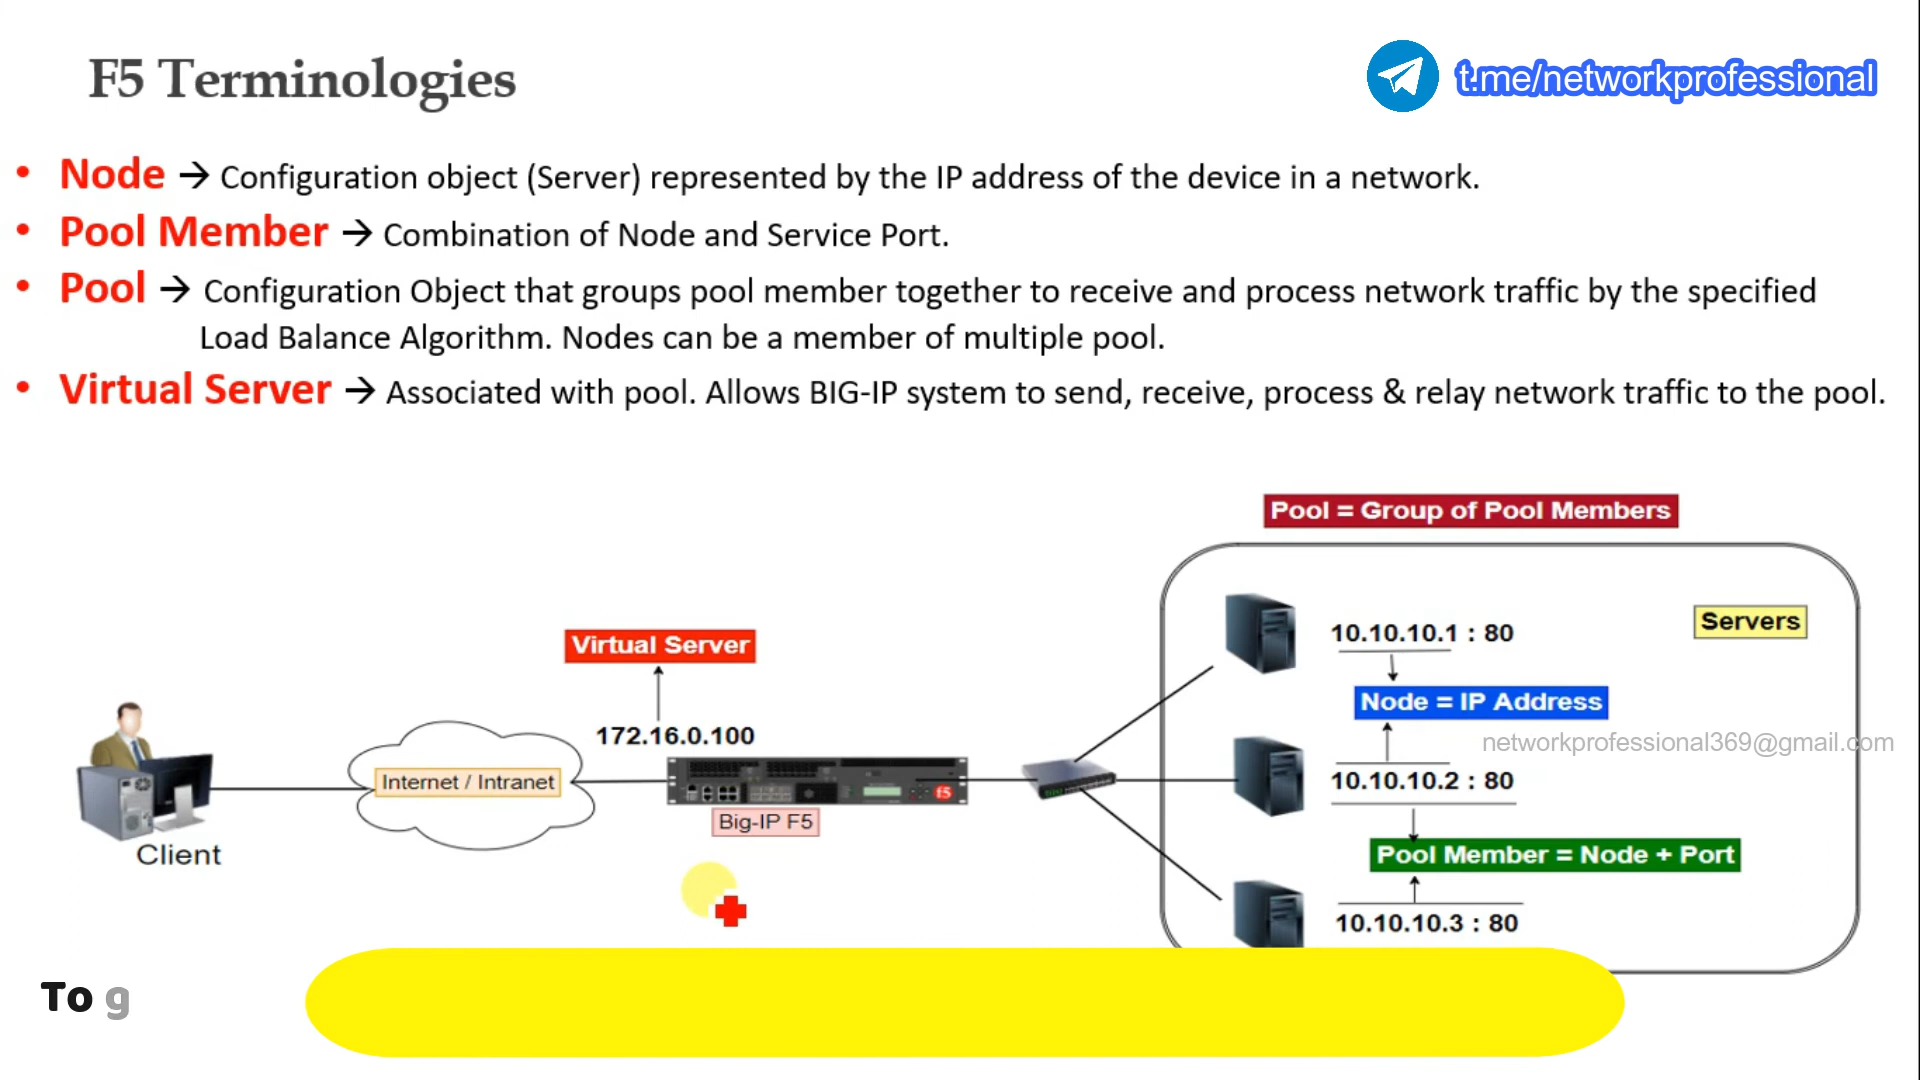 F5 Terminologies
t.me/networkprofessional
• Node → Configuration object (Server) represented by the IP address of the device in a network.
• Pool Member → Combination of Node and Service Port.
• Pool → Configuration Object that groups pool member together to receive and process network traffic by the specified
Load Balance Algorithm. Nodes can be a member of multiple pool.
• Virtual Server → Associated with pool. Allows BIG-IP system to send, receive, process & relay network traffic to the pool.
Pool = Group of Pool Members
Servers
10.10.10.1 : 80
Virtual Server
Node = IP Address
172.16.0.100
networkprofessional369@gmail.com
Internet / Intranet
10.10.10.2 : 80
f5
Big-IP F5
Client
Pool Member = Node + Port
10.10.10.3 : 80
To g